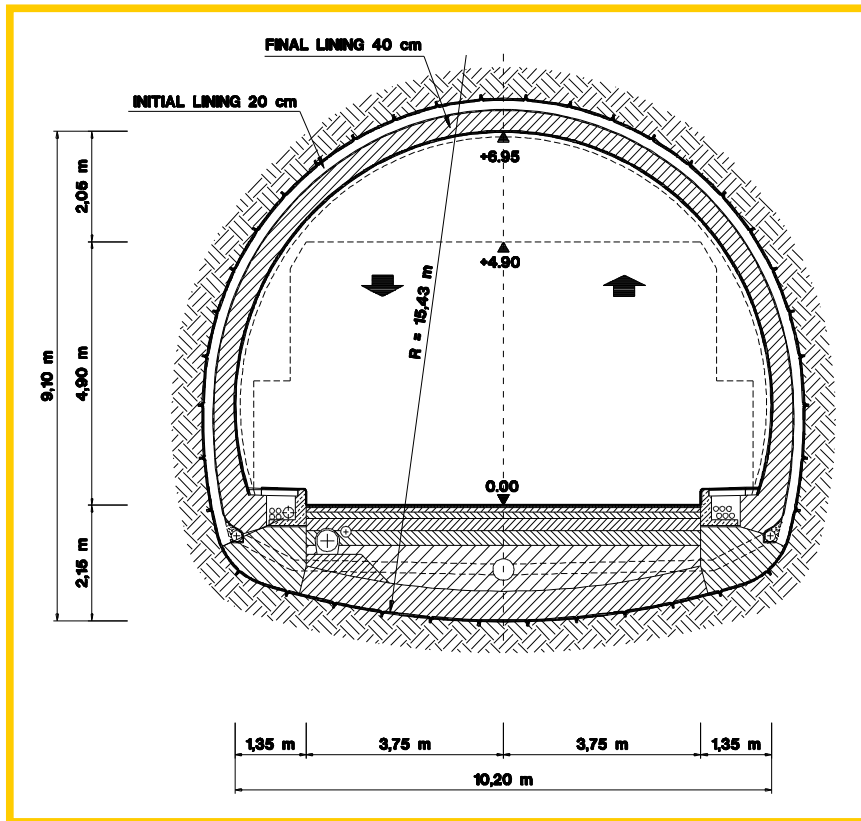 FINAL LINING 40 cm
INITIAL LINING 20 cm
+6.95
2,05 m
+4.90
R = 15,43 m
9,10 m
4,90 m
0.00
2,15 m
1,35 m
3,75 m
3,75 m
1,35 m
10,20 m